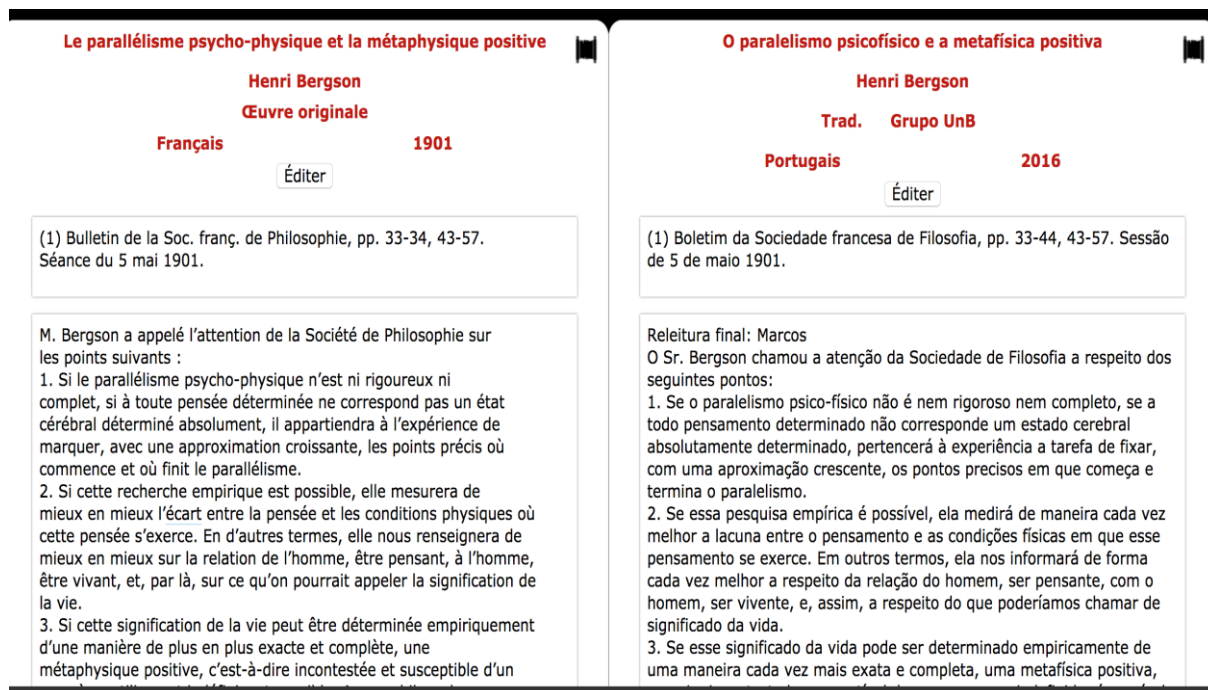 Le parallélisme psycho-physique et la métaphysique positive
Henri Bergson
Œuvre originale
Français 1901
Éditer
(1) Bulletin de la Soc. franç. de Philosophie, pp. 33-34, 43-57.
Séance du 5 mai 1901.
M. Bergson a appelé l’attention de la Société de Philosophie sur
les points suivants :
1. Si le parallélisme psycho-physique n’est ni rigoureux ni
complet, si à toute pensée déterminée ne correspond pas un état
cérébral déterminé absolument, il appartiendra à l’expérience de
marquer, avec une approximation croissante, les points précis où
commence et où finit le parallélisme.
2. Si cette recherche empirique est possible, elle mesurera de
mieux en mieux l’écart entre la pensée et les conditions physiques où
cette pensée s’exerce. En d’autres termes, elle nous renseignera de
mieux en mieux sur la relation de l’homme, être pensant, à l’homme,
être vivant, et, par là, sur ce qu’on pourrait appeler la signification de
la vie.
3. Si cette signification de la vie peut être déterminée empiriquement
d’une manière de plus en plus exacte et complète, une
métaphysique positive, c’est-à-dire incontestée et susceptible d’un
O paralelismo psicofísico e a metafísica positiva
Henri Bergson
Trad. Grupo UnB
Portugais 2016
Éditer
(1) Boletim da Sociedade francesa de Filosofia, pp. 33-44, 43-57. Sessão
de 5 de maio 1901.
Releitura final: Marcos
O Sr. Bergson chamou a atenção da Sociedade de Filosofia a respeito dos
seguintes pontos:
1. Se o paralelismo psico-físico não é nem rigoroso nem completo, se a
todo pensamento determinado não corresponde um estado cerebral
absolutamente determinado, pertencerá à experiência a tarefa de fixar,
com uma aproximação crescente, os pontos precisos em que começa e
termina o paralelismo.
2. Se essa pesquisa empírica é possível, ela medirá de maneira cada vez
melhor a lacuna entre o pensamento e as condições físicas em que esse
pensamento se exerce. Em outros termos, ela nos informará de forma
cada vez melhor a respeito da relação do homem, ser pensante, com o
homem, ser vivente, e, assim, a respeito do que poderíamos chamar de
significado da vida.
3. Se esse significado da vida pode ser determinado empiricamente de
uma maneira cada vez mais exata e completa, uma metafísica positiva,